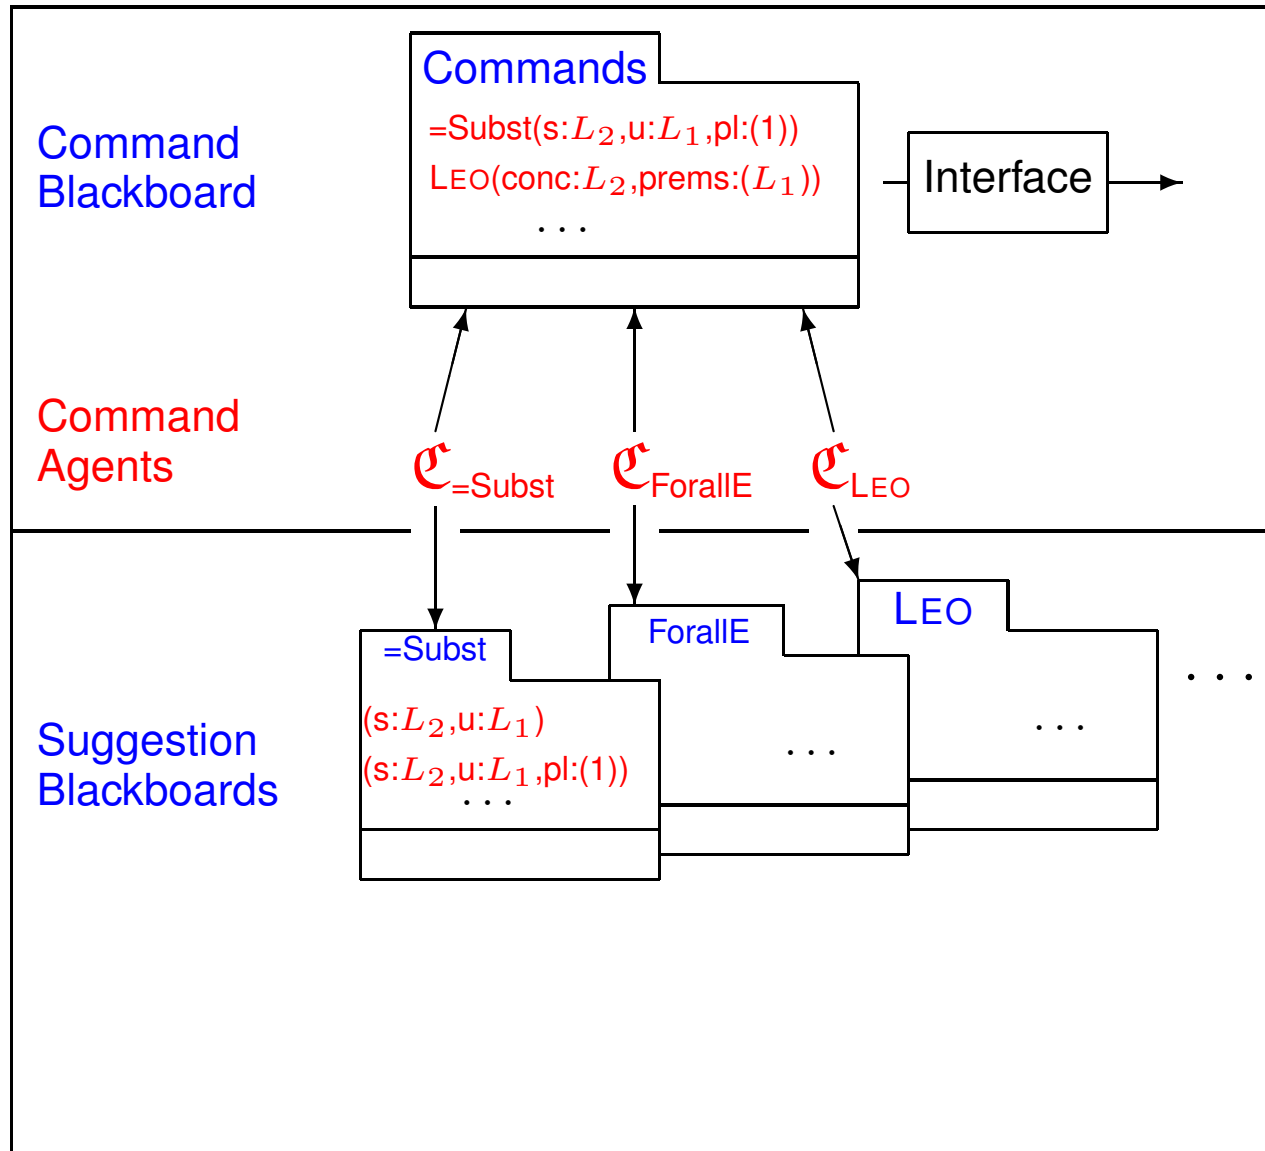 Commands
=Subst(s:L₂,u:L₁,pl:(1))
LEO(conc:L₂,prems:(L₁))
...
Command
Blackboard
Interface
Command
Agents
ℭ=Subst
ℭForallE
ℭLEO
=Subst
ForallE
LEO
(s:L₂,u:L₁)
(s:L₂,u:L₁,pl:(1))
...
...
...
...
Suggestion
Blackboards